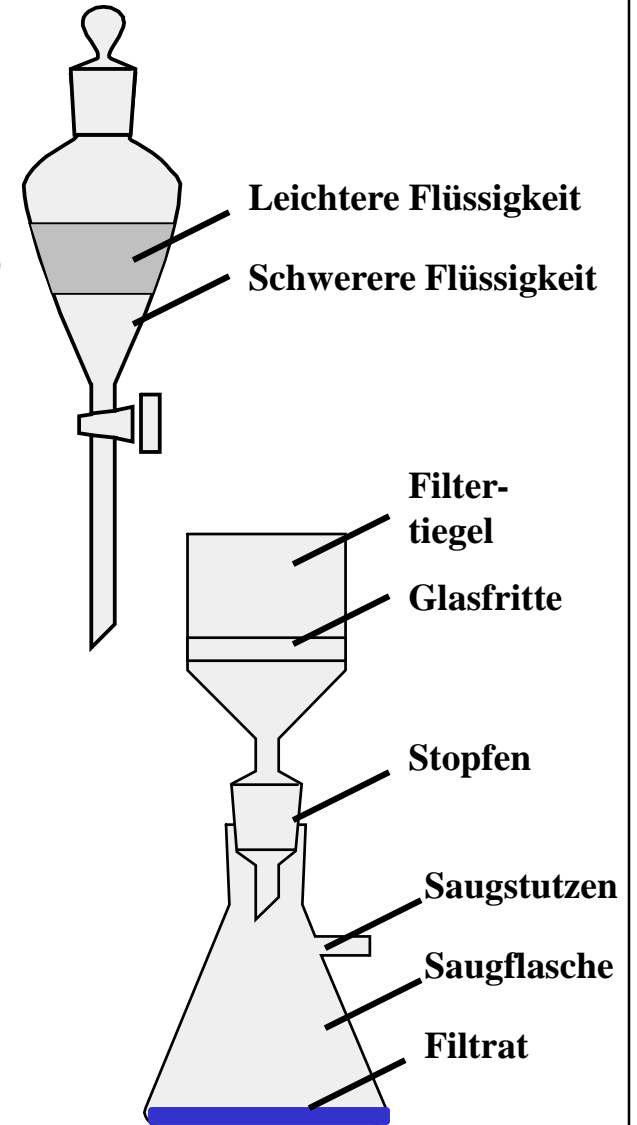 Leichtere Flüssigkeit
Schwerere Flüssigkeit
Filter-
tiegel
Glasfritte
Stopfen
Saugstutzen
Saugflasche
Filtrat